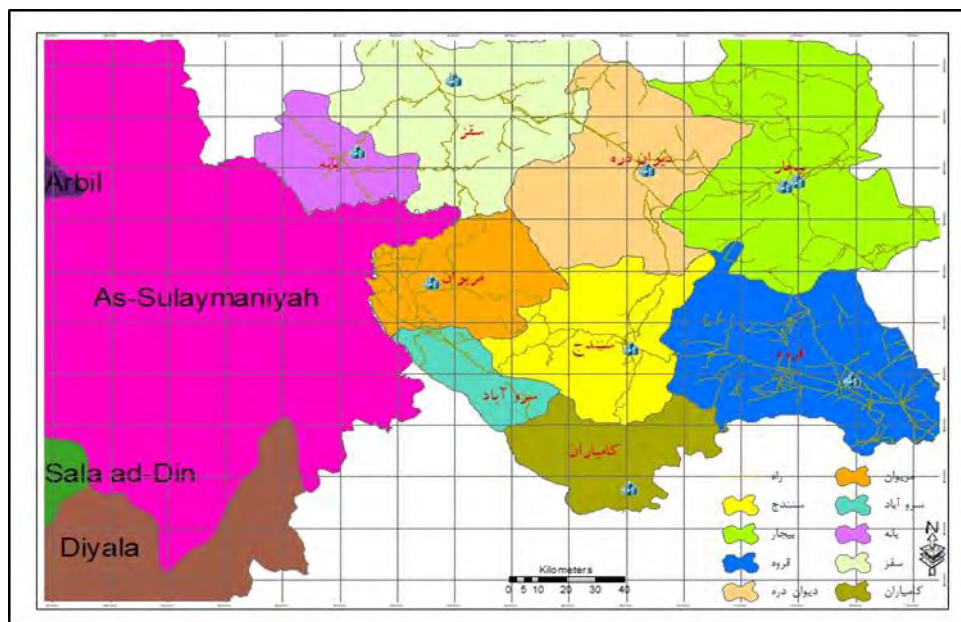 سقز
بانه
دیوان دره
بیجار
Arbil
مریوان
As-Sulaymaniyah
سنندج
قروه
سرو آباد
کامیاران
Sala ad-Din
Diyala
راه
مریوان
سنندج
سرو آباد
بیجار
بانه
قروه
سقز
دیوان دره
کامیاران
N
Kilometers
0 5 10 20 30 40